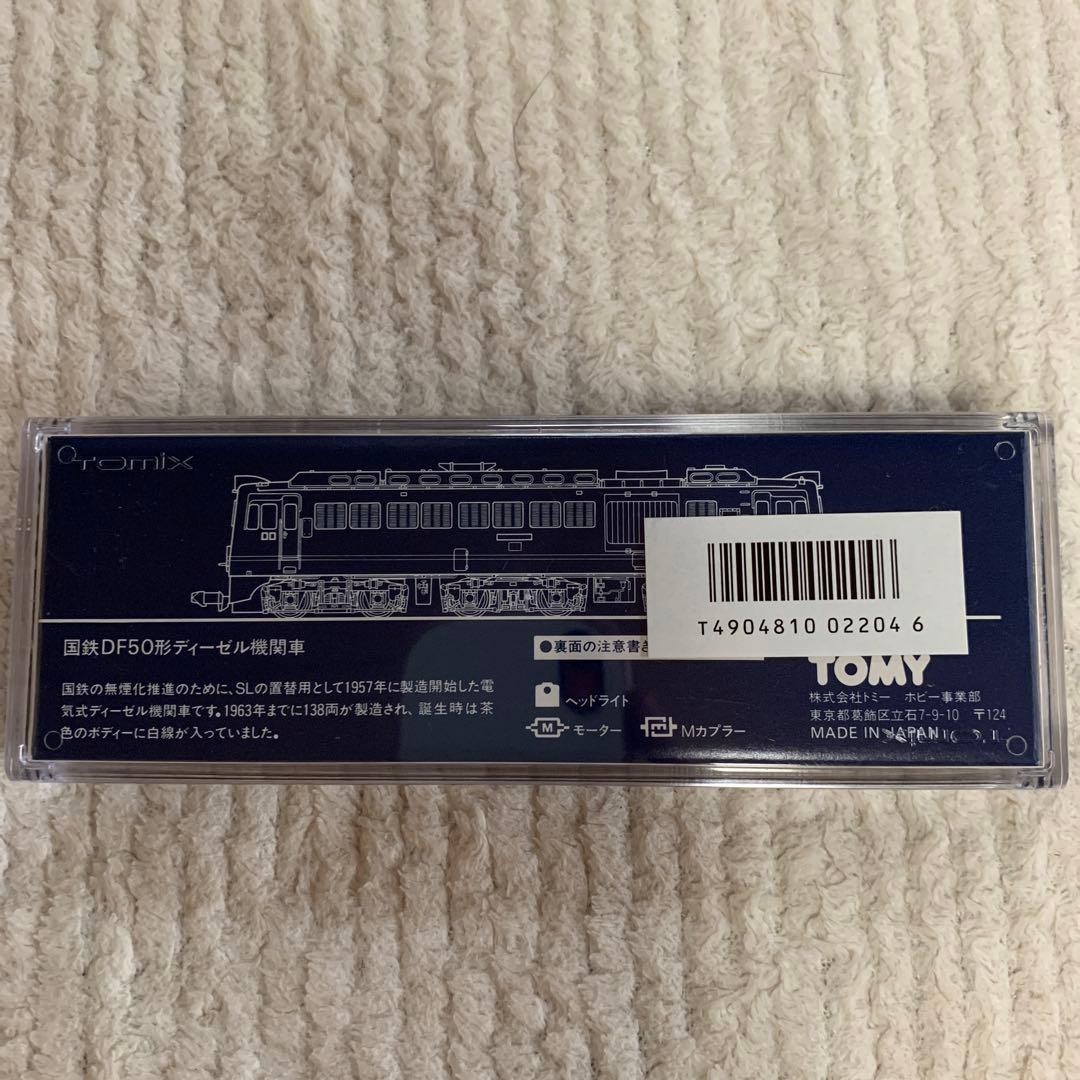 TOMIX
T4904810 02204 6
国鉄DF50形ディーゼル機関車
●裏面の注意書き
国鉄の無煙化推進のために、SLの置替用として1957年に製造開始した電
気式ディーゼル機関車です。1963年までに138両が製造され、誕生時は茶
色のボディーに白線が入っていました。
ヘッドライト
M モーター
Mカプラー
TOMY
株式会社トミー ホビー事業部
東京都葛飾区立石7-9-10 〒124
MADE IN JAPAN